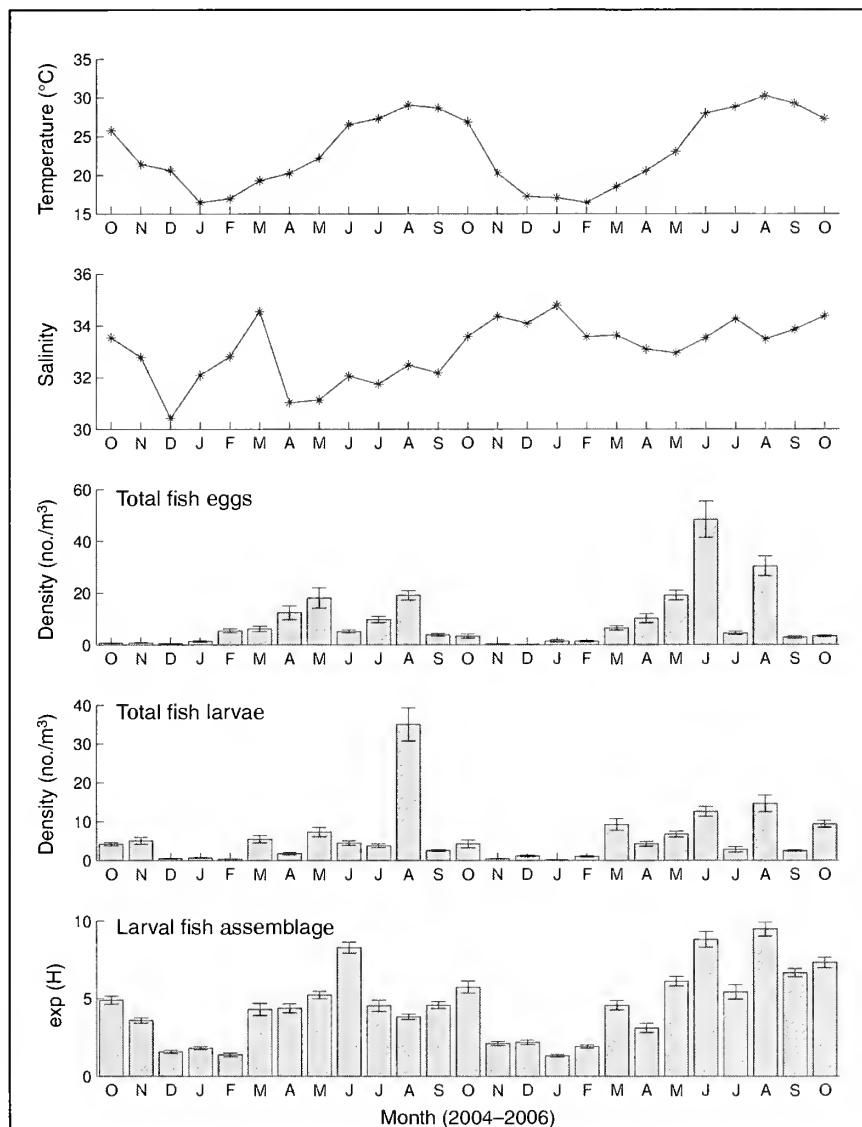 35
30
25
20
15
Temperature (°C)
O N D J F M A M J J A S O N D J F M A M J J A S O
36
34
32
30
Salinity
O N D J F M A M J J A S O N D J F M A M J J A S O
Total fish eggs
60
40
20
0
Density (no./m³)
O N D J F M A M J J A S O N D J F M A M J J A S O
Total fish larvae
40
30
20
10
0
Density (no./m³)
O N D J F M A M J J A S O N D J F M A M J J A S O
Larval fish assemblage
10
5
0
exp (H)
O N D J F M A M J J A S O N D J F M A M J J A S O
Month (2004–2006)